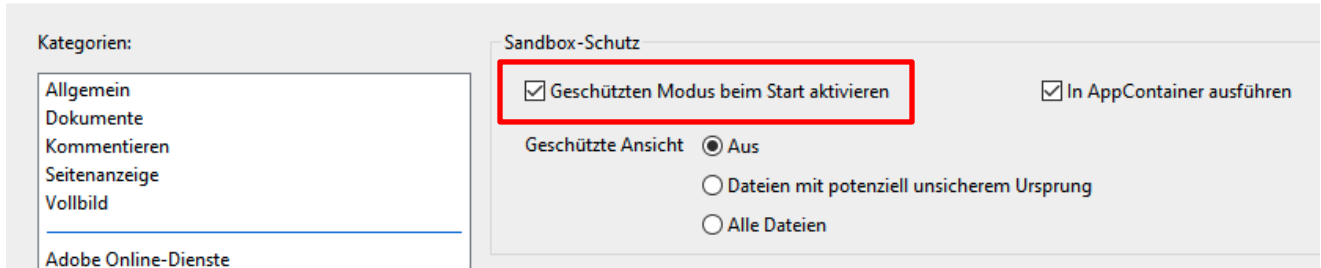 Kategorien:
Allgemein
Dokumente
Kommentieren
Seitenanzeige
Vollbild
Adobe Online-Dienste
Sandbox-Schutz
Geschützten Modus beim Start aktivieren
In AppContainer ausführen
Geschützte Ansicht
Aus
Dateien mit potenziell unsicherem Ursprung
Alle Dateien